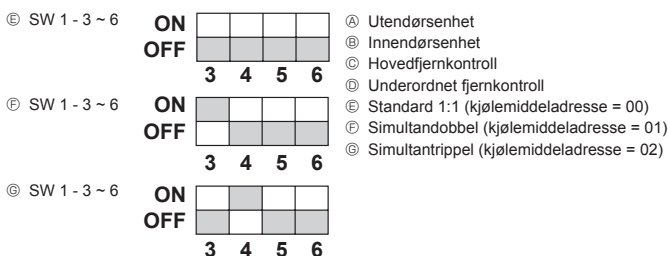 Ⓔ SW 1 - 3 ~ 6
ON
OFF
3 4 5 6
Ⓕ SW 1 - 3 ~ 6
ON
OFF
3 4 5 6
Ⓖ SW 1 - 3 ~ 6
ON
OFF
3 4 5 6
Ⓐ Utendørsenhet
Ⓑ Innendørsenhet
Ⓒ Hovedfjernkontroll
Ⓓ Underordnet fjernkontroll
Ⓔ Standard 1:1 (kjølemiddeladresse = 00)
Ⓕ Simultandobbel (kjølemiddeladresse = 01)
Ⓖ Simultantrippel (kjølemiddeladresse = 02)